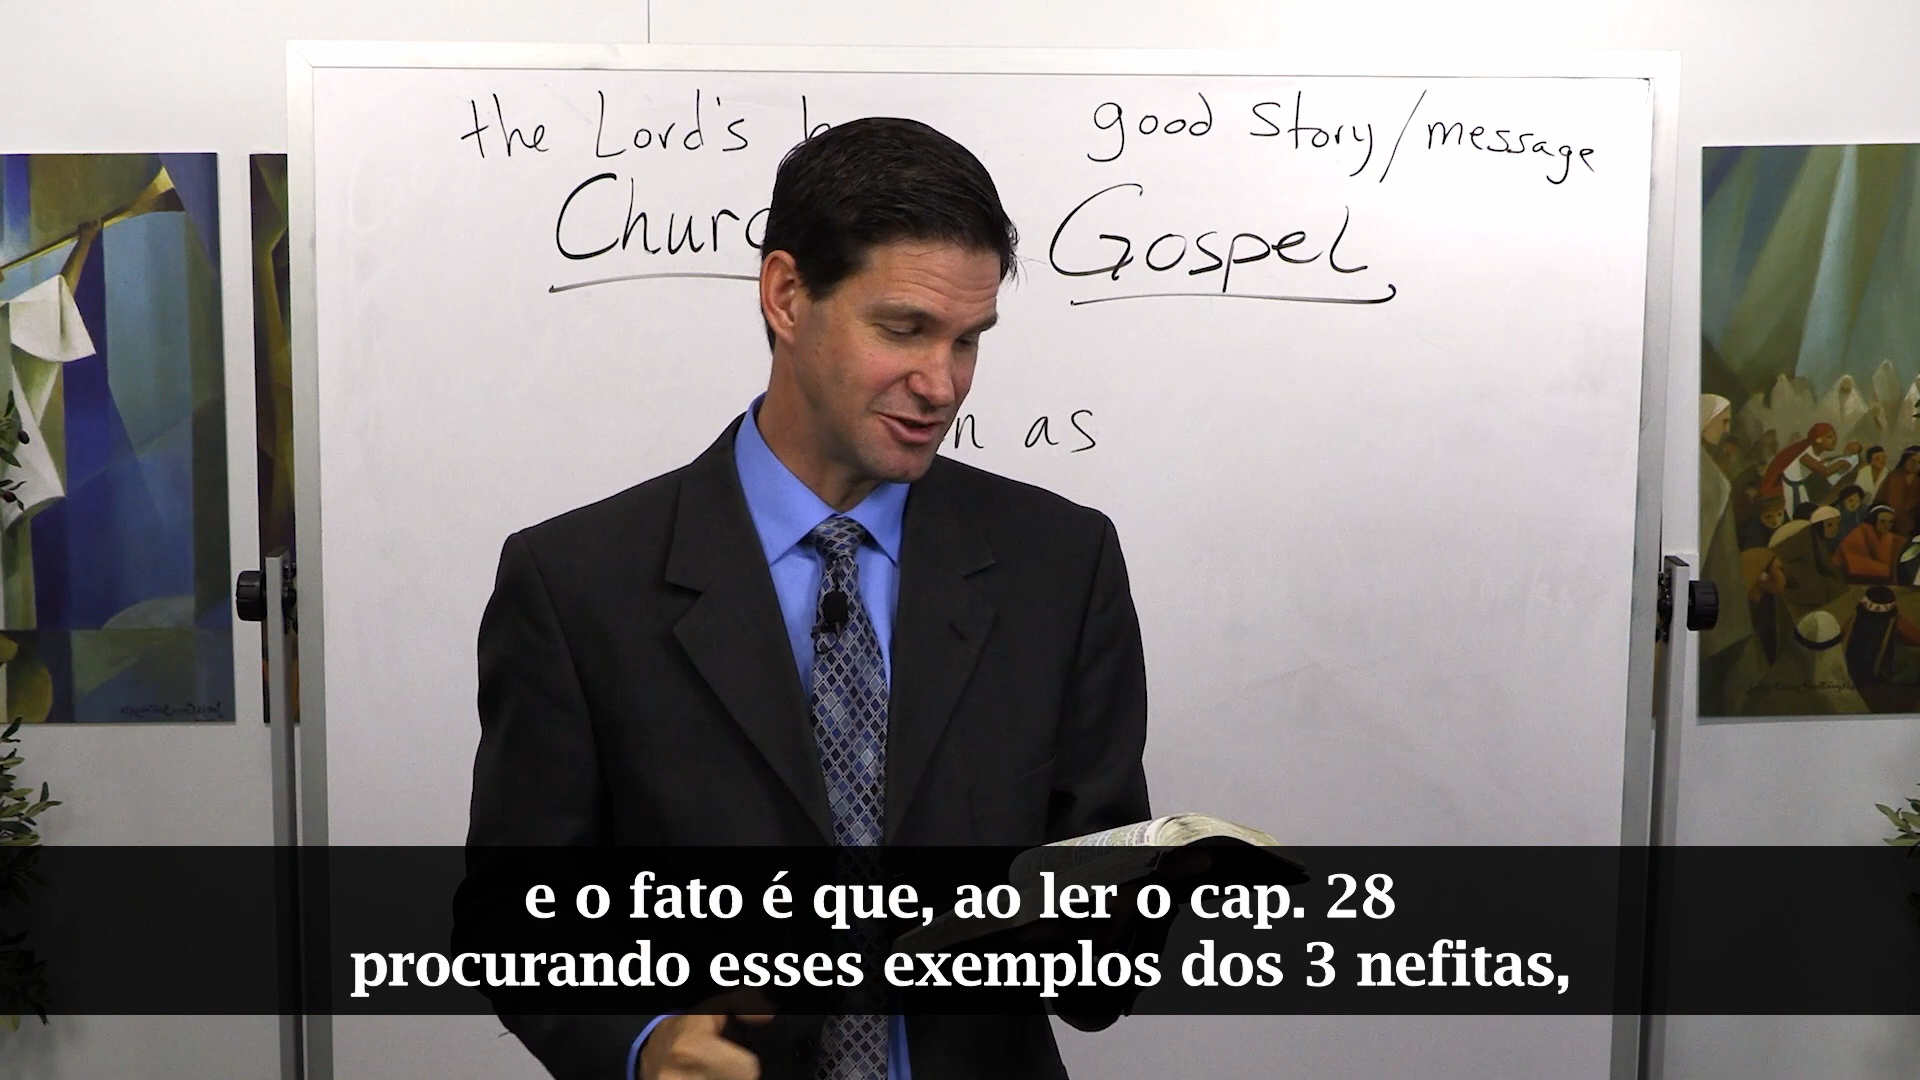 the Lord's
good Story/message
Gospel
as
e o fato é que, ao ler o cap. 28
procurando esses exemplos dos 3 nefitas,